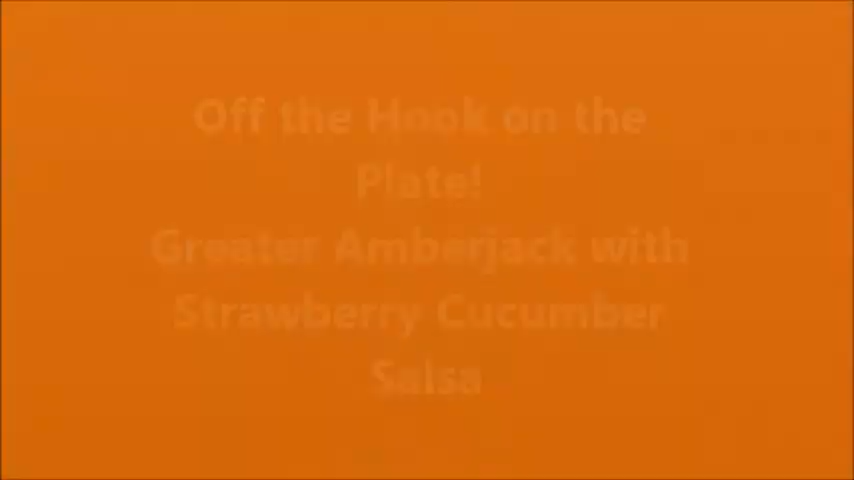 Off the Hook on the
Plate!
Greater Amberjack with
Strawberry Cucumber
Salsa